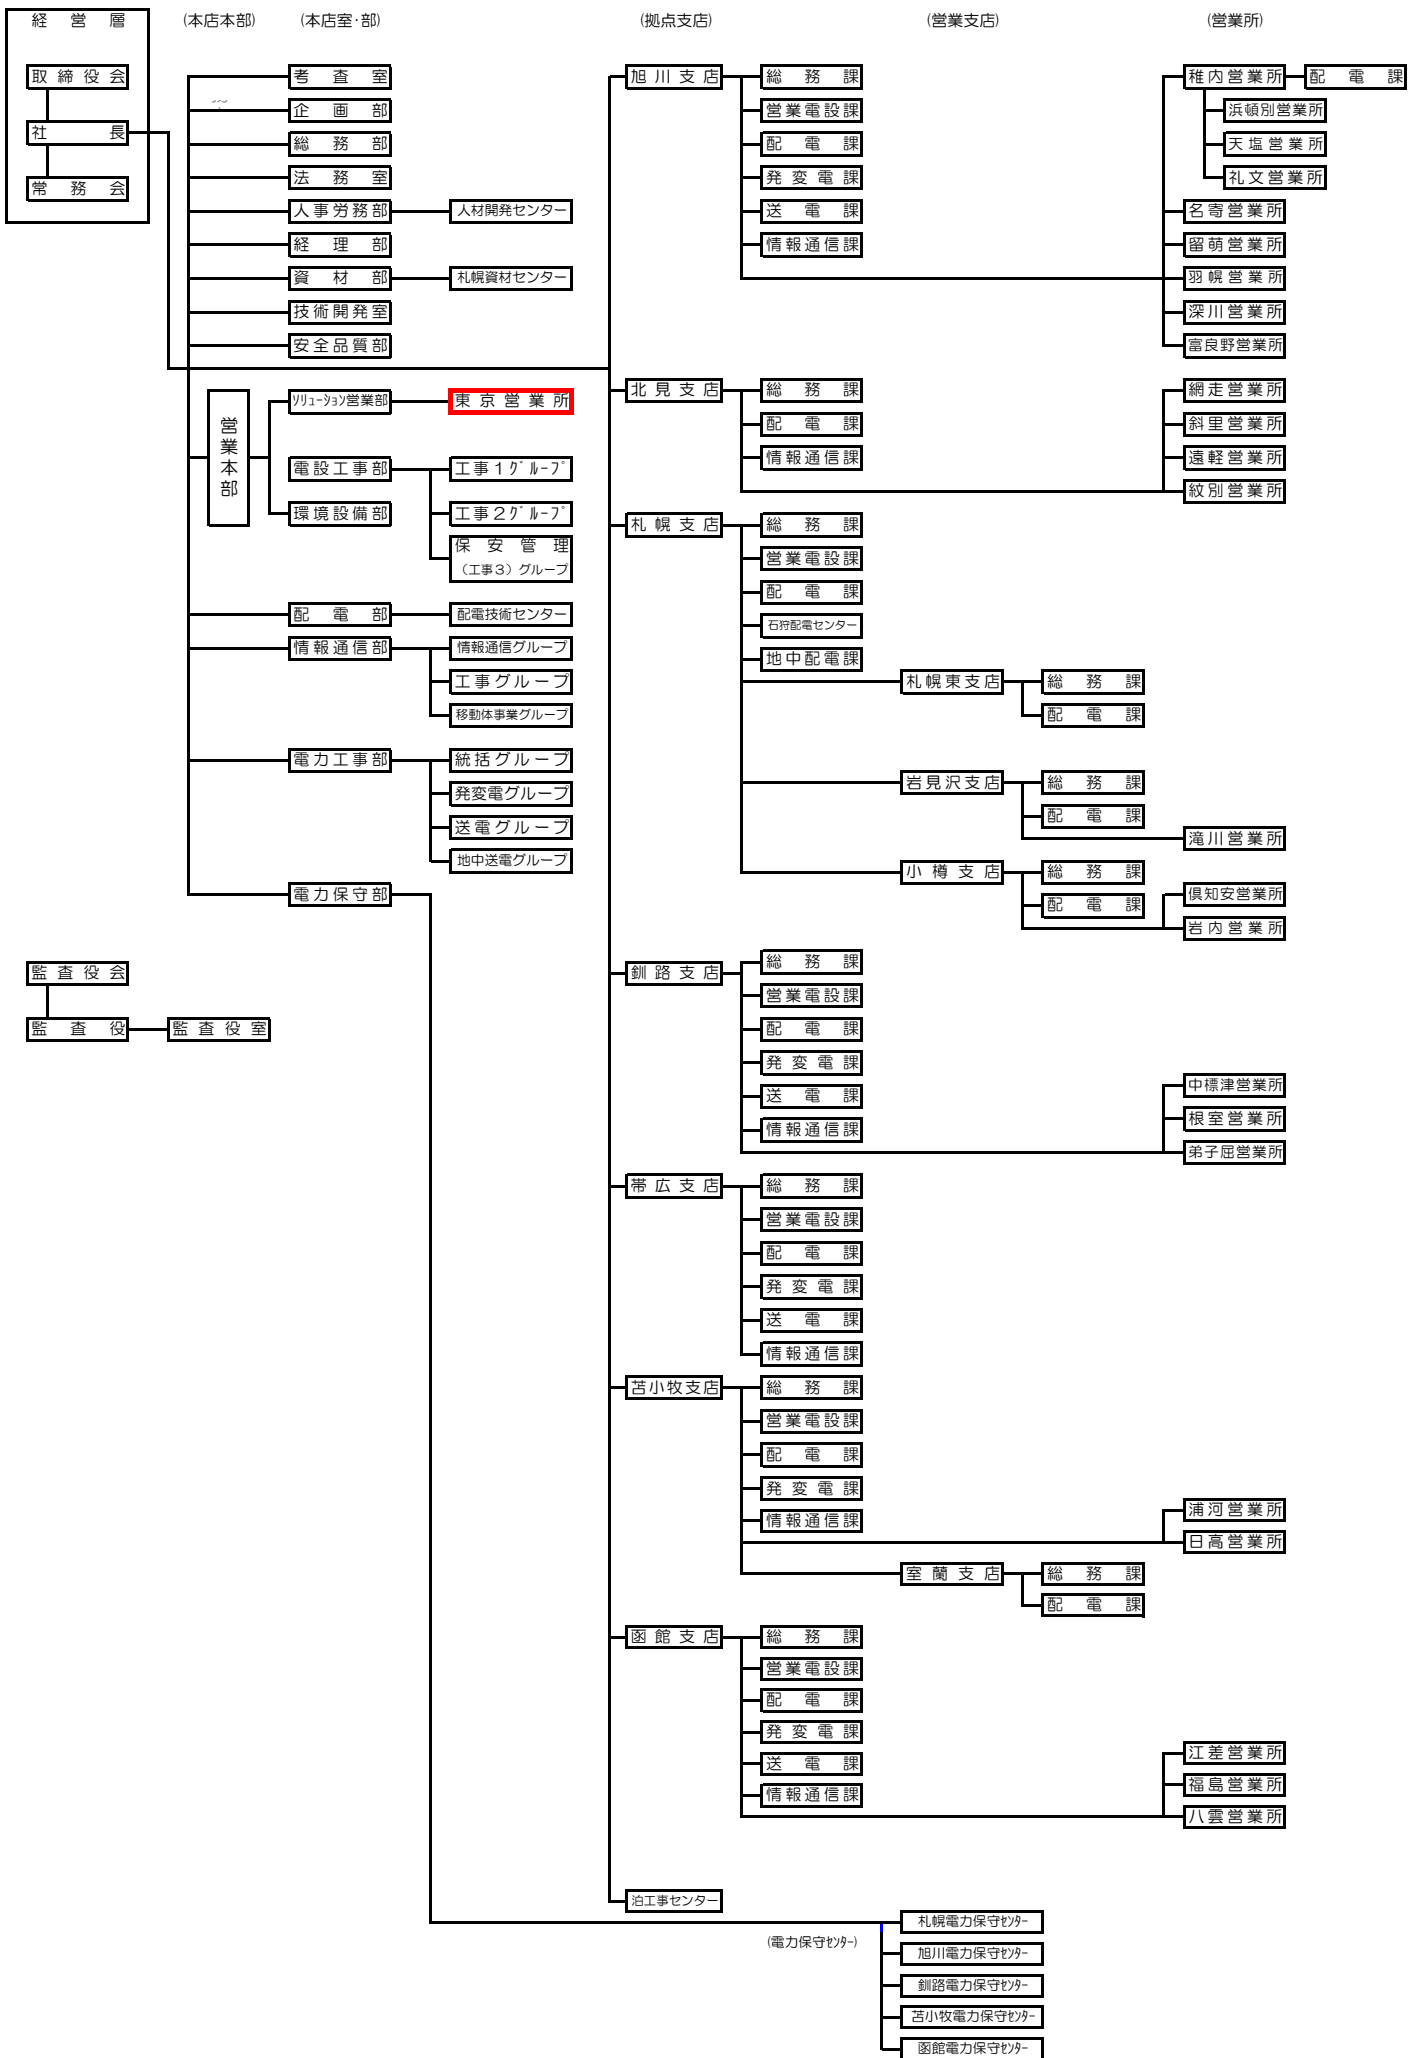 経営層
(本店本部)
(本店室・部)
(拠点支店)
(営業支店)
(営業所)
取締役会
社長
常務会
考査室
企画部
総務部
法務室
人事労務部
人材開発センター
経理部
資材部
札幌資材センター
技術開発室
安全品質部
営業本部
ソリューション営業部
東京営業所
電設工事部
工事1グループ
環境設備部
工事2グループ
保安管理
(工事3)グループ
配電部
配電技術センター
情報通信部
情報通信グループ
工事グループ
移動体事業グループ
電力工事部
統括グループ
発変電グループ
送電グループ
地中送電グループ
電力保守部
監査役会
監査役
監査役室
旭川支店
総務課
営業電設課
配電課
発変電課
送電課
情報通信課
稚内営業所
配電課
浜頓別営業所
天塩営業所
礼文営業所
名寄営業所
留萌営業所
羽幌営業所
深川営業所
富良野営業所
北見支店
総務課
配電課
情報通信課
網走営業所
斜里営業所
遠軽営業所
紋別営業所
札幌支店
総務課
営業電設課
配電課
石狩配電センター
地中配電課
札幌東支店
総務課
配電課
岩見沢支店
総務課
配電課
滝川営業所
小樽支店
総務課
配電課
倶知安営業所
岩内営業所
釧路支店
総務課
営業電設課
配電課
発変電課
送電課
情報通信課
中標津営業所
根室営業所
弟子屈営業所
帯広支店
総務課
営業電設課
配電課
発変電課
送電課
情報通信課
苫小牧支店
総務課
営業電設課
配電課
発変電課
情報通信課
浦河営業所
日高営業所
室蘭支店
総務課
配電課
函館支店
総務課
営業電設課
配電課
発変電課
送電課
情報通信課
江差営業所
福島営業所
八雲営業所
泊工事センター
(電力保守センター)
札幌電力保守センター
旭川電力保守センター
釧路電力保守センター
苫小牧電力保守センター
函館電力保守センター